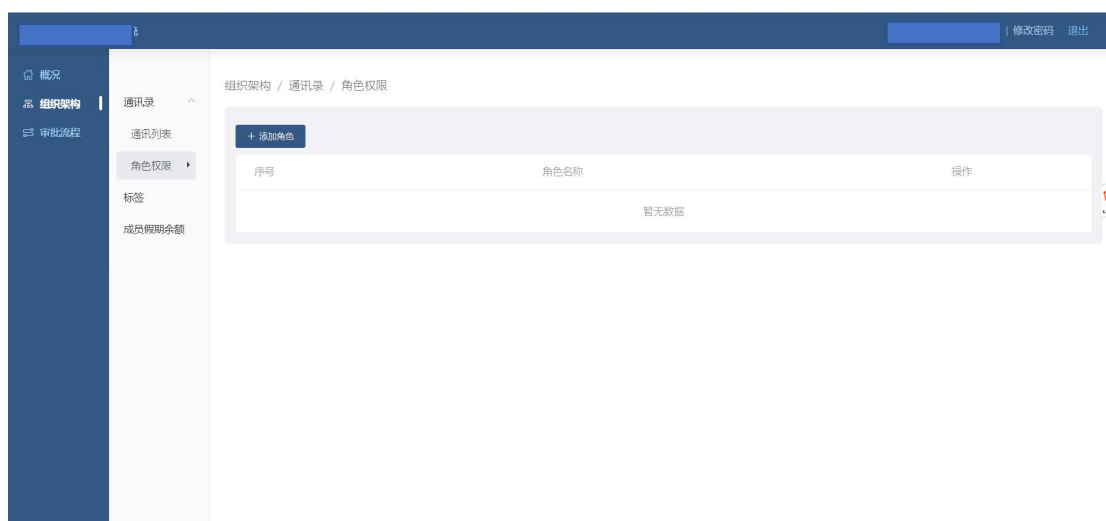 | 修改密码 退出
概况
组织架构
审批流程
通讯录
通讯列表
角色权限
标签
成员假期余额
组织架构 / 通讯录 / 角色权限
+ 添加角色
序号 角色名称 操作
暂无数据